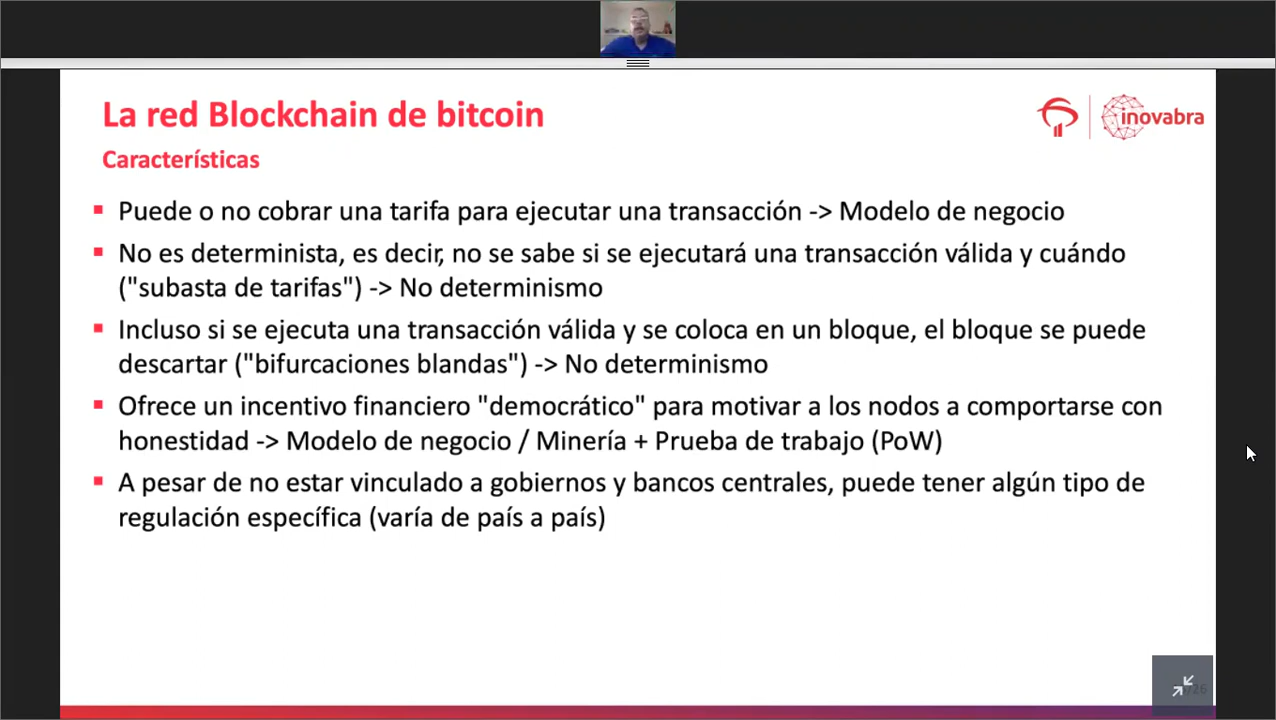 La red Blockchain de bitcoin
inovabra
Características
Puede o no cobrar una tarifa para ejecutar una transacción -> Modelo de negocio
No es determinista, es decir, no se sabe si se ejecutará una transacción válida y cuándo
("subasta de tarifas") -> No determinismo
Incluso si se ejecuta una transacción válida y se coloca en un bloque, el bloque se puede
descartar ("bifurcaciones blandas") -> No determinismo
Ofrece un incentivo financiero "democrático" para motivar a los nodos a comportarse con
honestidad -> Modelo de negocio / Minería + Prueba de trabajo (PoW)
A pesar de no estar vinculado a gobiernos y bancos centrales, puede tener algún tipo de
regulación específica (varía de país a país)